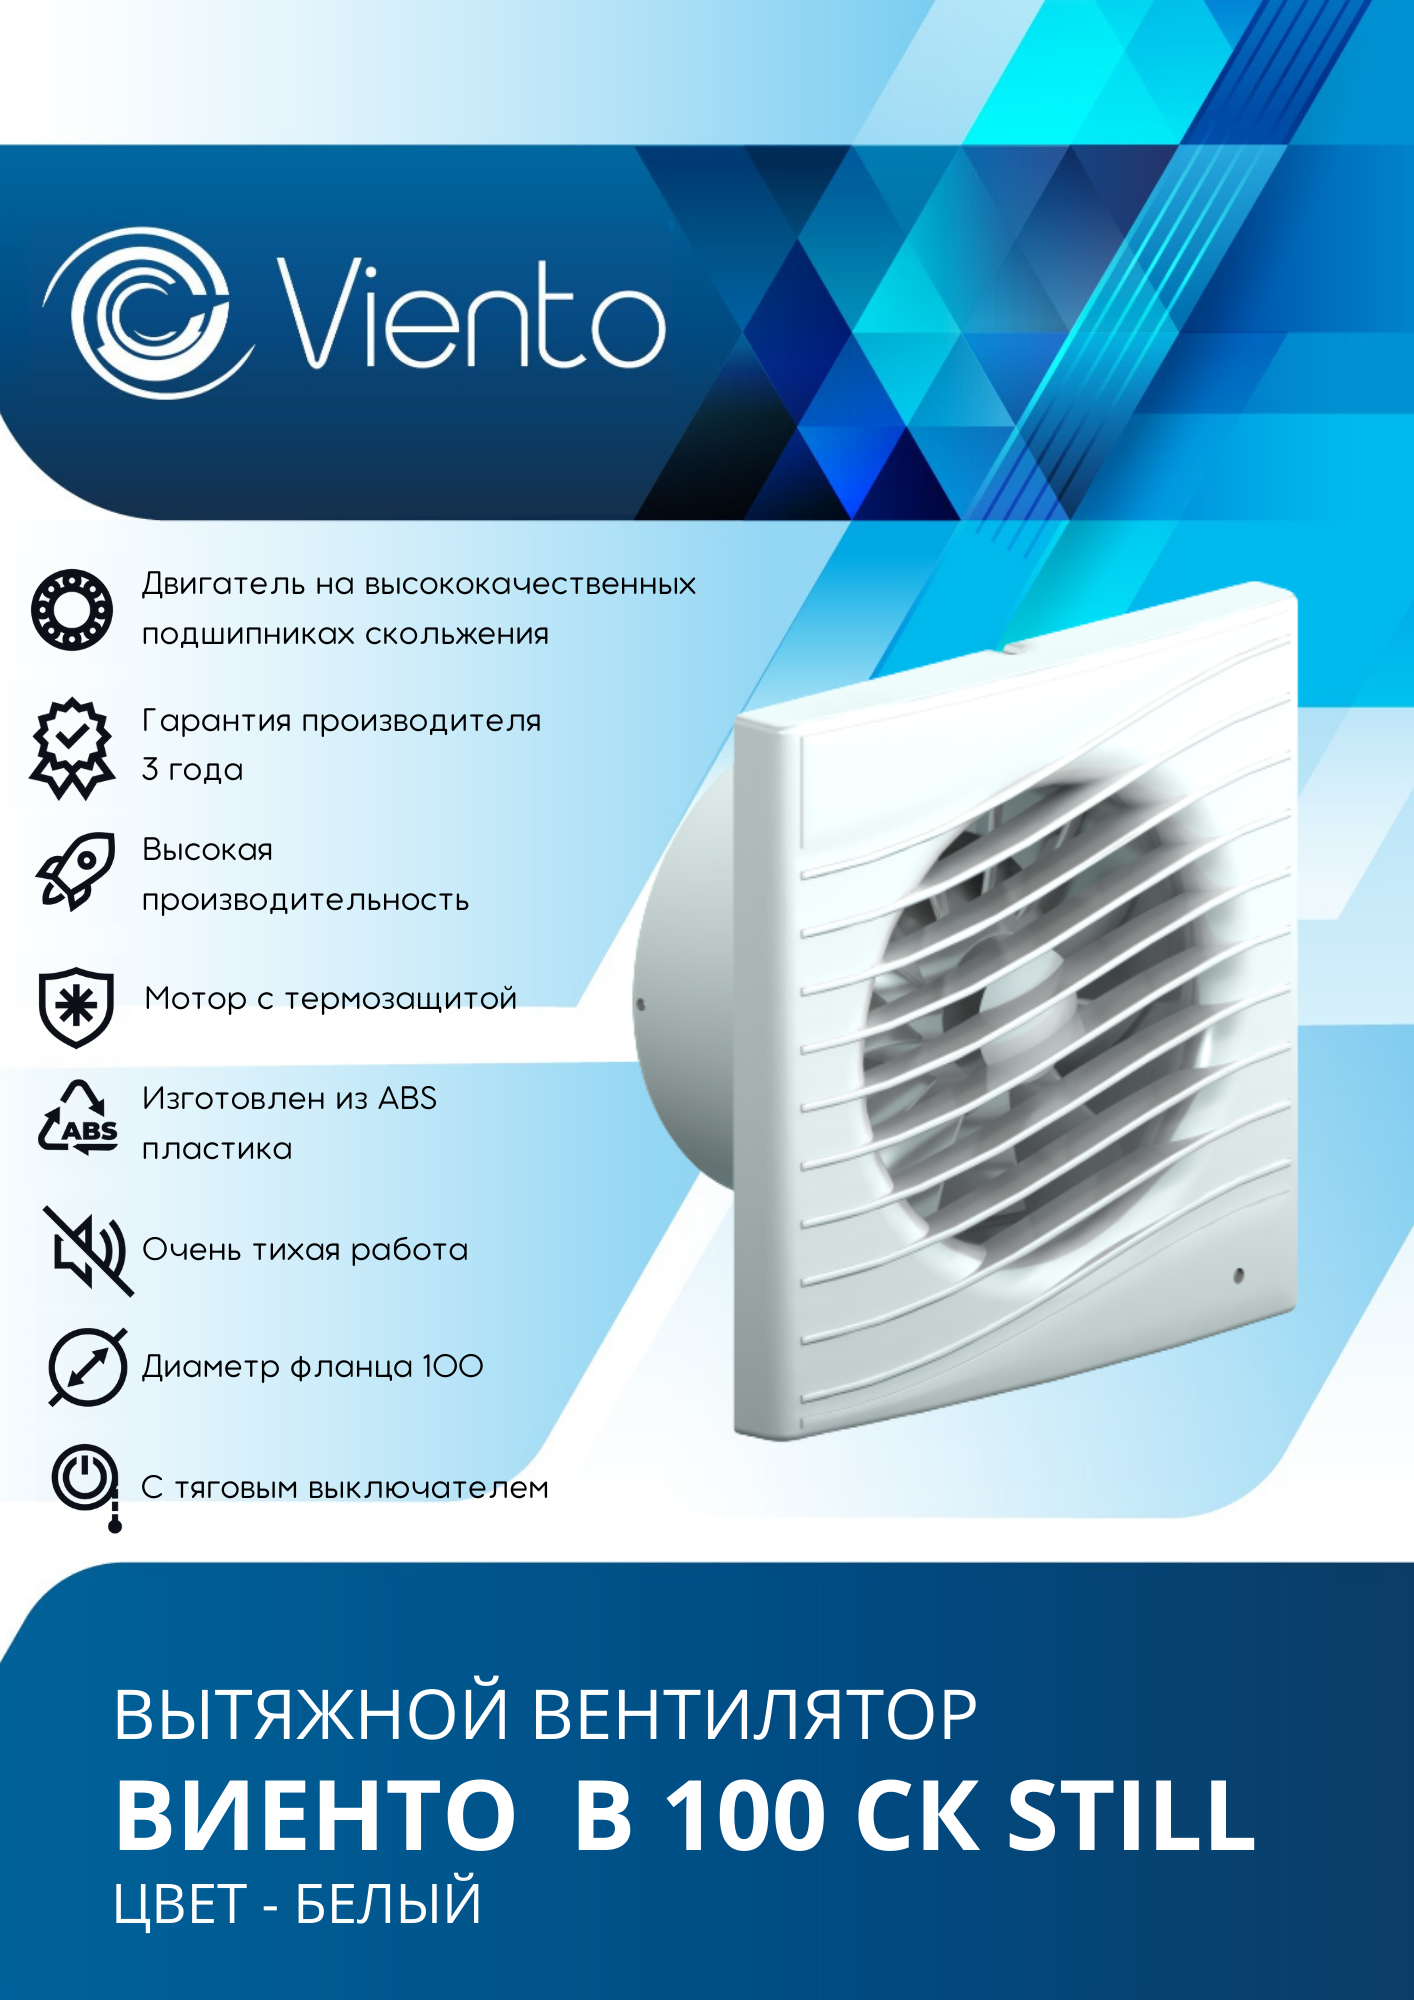 Viento
Двигатель на высококачественных
подшипниках скольжения
Гарантия производителя
3 года
Высокая
производительность
Мотор с термозащитой
Изготовлен из ABS
пластика
ABS
Очень тихая работа
Диаметр фланца 100
С тяговым выключателем
ВЫТЯЖНОЙ ВЕНТИЛЯТОР
ВИЕНТО В 100 СК STILL
ЦВЕТ - БЕЛЫЙ